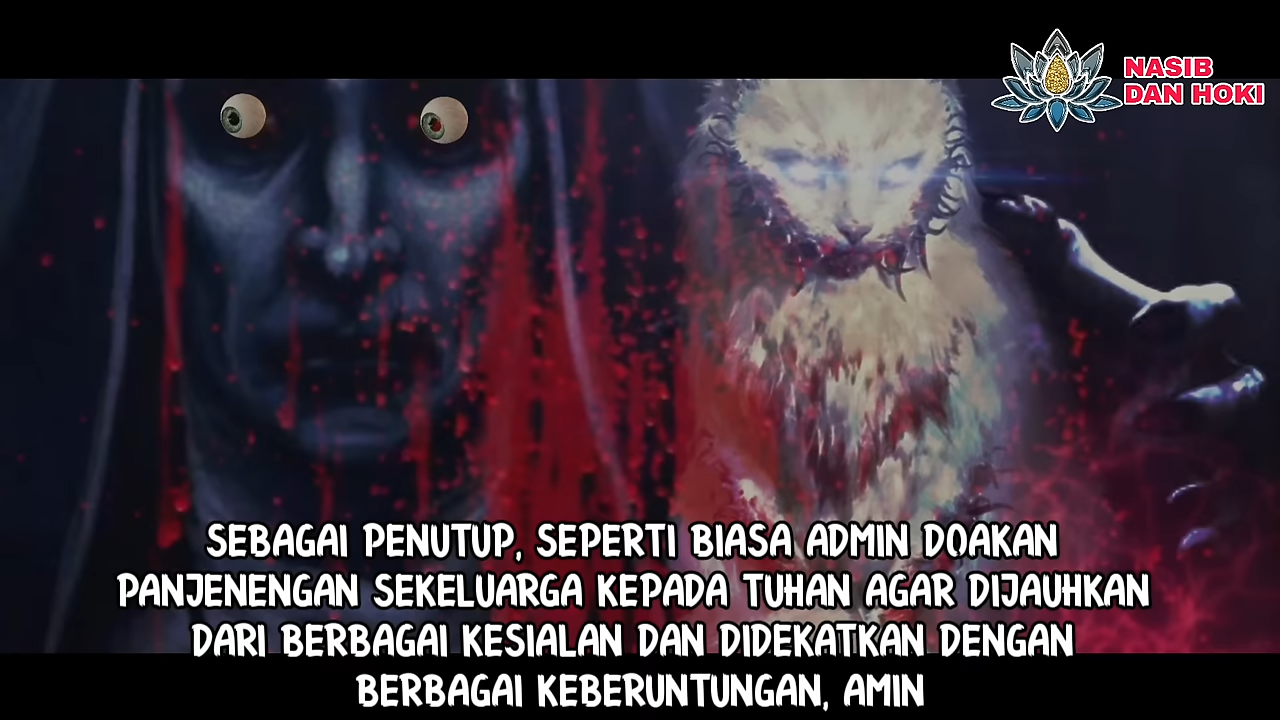 NASIB
DAN HOKI
SEBAGAI PENUTUP, SEPERTI BIASA ADMIN DOAKAN
PANJENENGAN SEKELUARGA KEPADA TUHAN AGAR DIJAUHKAN
DARI BERBAGAI KESIALAN DAN DIDEKATKAN DENGAN
BERBAGAI KEBERUNTUNGAN, AMIN